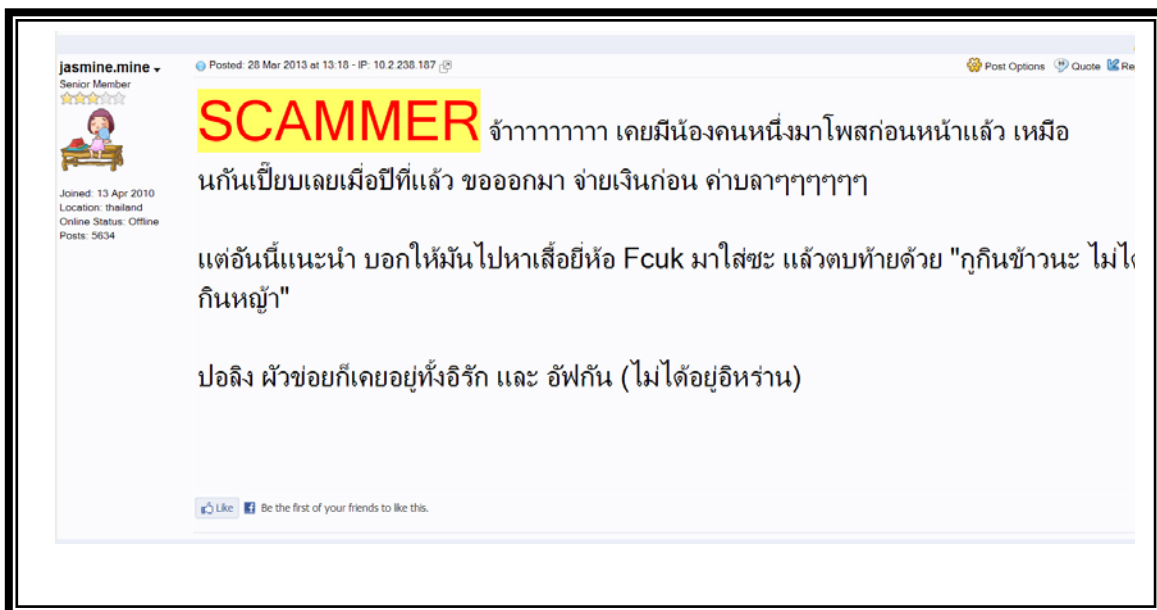 jasmine.mine
Posted: 28 Mar 2013 at 13:18 - IP: 10.2.238.187
Post Options Quote Re
Senior Member
SCAMMER จ้าาาาาาาาา เคยมีน้องคนหนึ่งมาโพสก่อนหน้าแล้ว เหมือ
นกันเปี๊ยบเลยเมื่อปีที่แล้ว ขอออกมา จ่ายเงินก่อน ค่าบลาๆๆๆๆๆๆ
Joined: 13 Apr 2010
Location: thailand
Online Status: Offline
Posts: 5634
แต่อันนี้แนะนำ บอกให้มันไปหาเสื้อยี่ห้อ Fcuk มาใส่ซะ แล้วตบท้ายด้วย "กูกินข้าวนะ ไม่ได้
กินหญ้า"
ปอลิง ผัวข่อยก็เคยอยู่ทั้งอิรัก และ อัฟกัน (ไม่ได้อยู่อิหร่าน)
Like Be the first of your friends to like this.